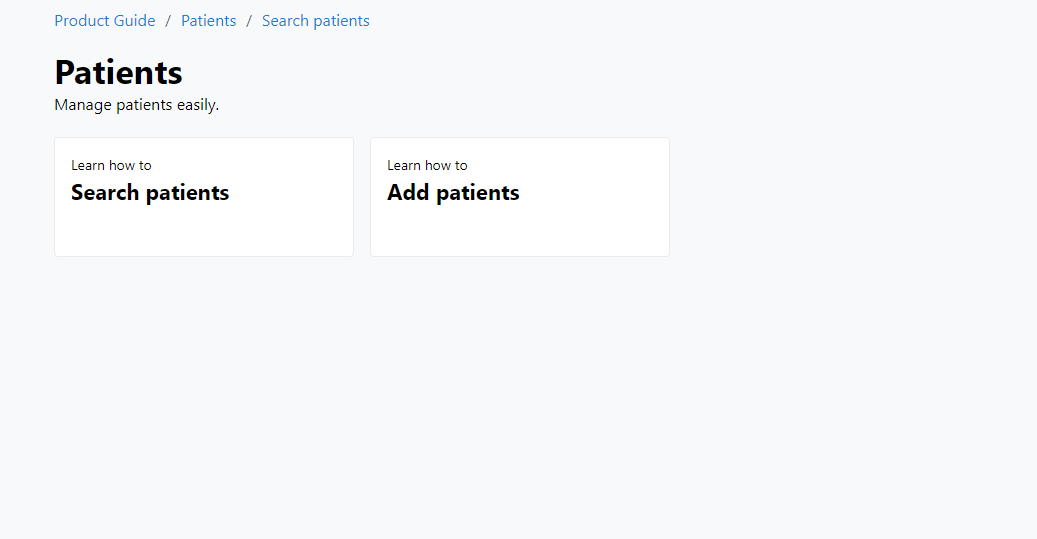 Product Guide / Patients / Search patients
Patients
Manage patients easily.
Learn how to
Search patients
Learn how to
Add patients